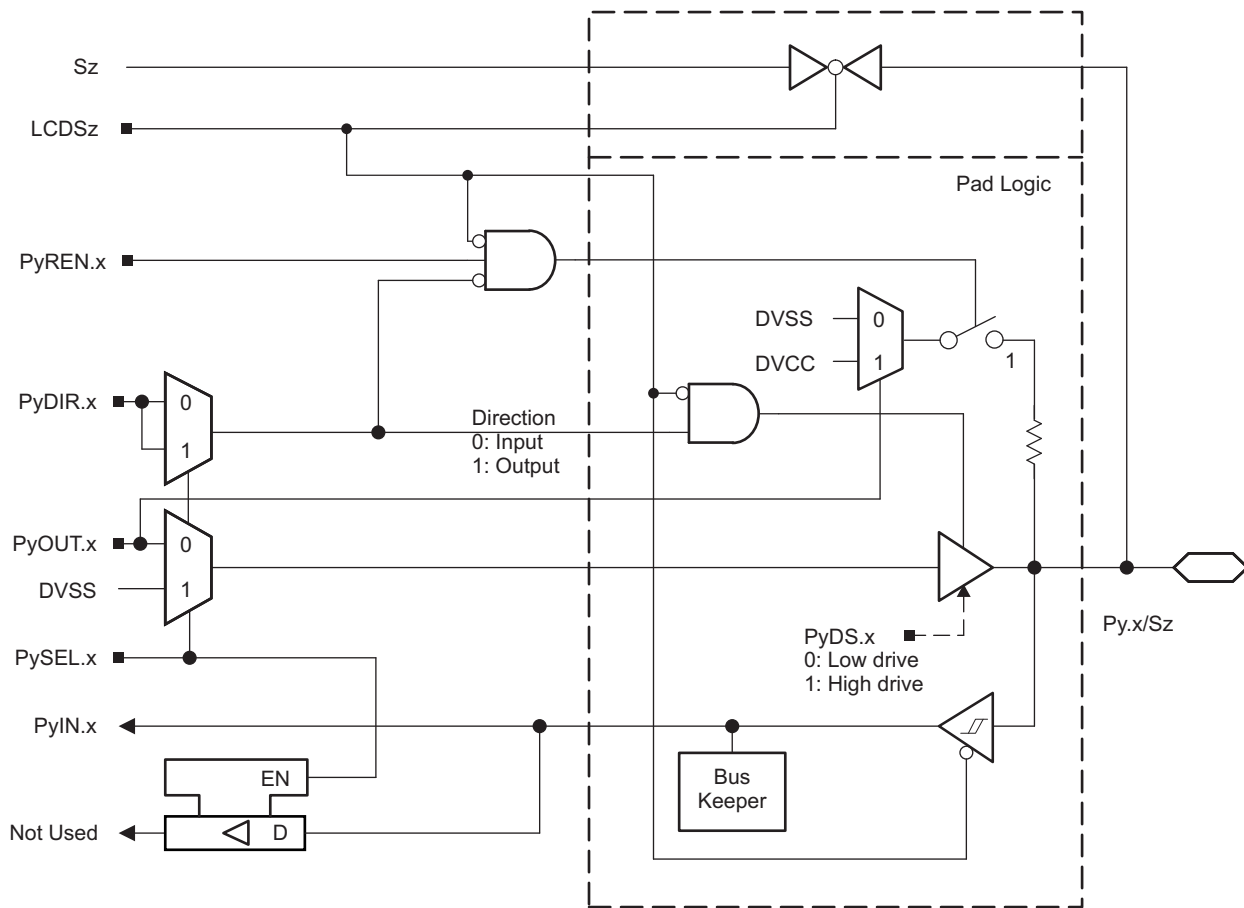 Sz
LCDSz
Pad Logic
PyREN.x
DVSS
0
DVCC
1
1
PyDIR.x
0
1
Direction
0: Input
1: Output
PyOUT.x
0
DVSS
1
PyDS.x
0: Low drive
1: High drive
Py.x/Sz
PySEL.x
PyIN.x
EN
Bus
Keeper
Not Used
D